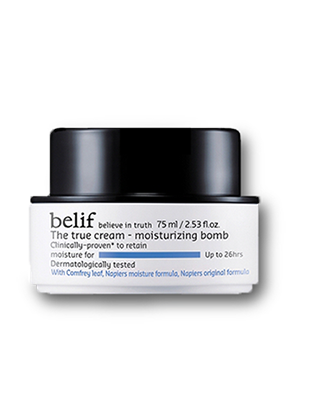 belif believe in truth 75 ml / 2.53 fl.oz.
The true cream - moisturizing bomb
Clinically-proven* to retain
moisture for Up to 26hrs
Dermatologically tested
With Comfrey leaf, Napiers moisture formula, Napiers original formula